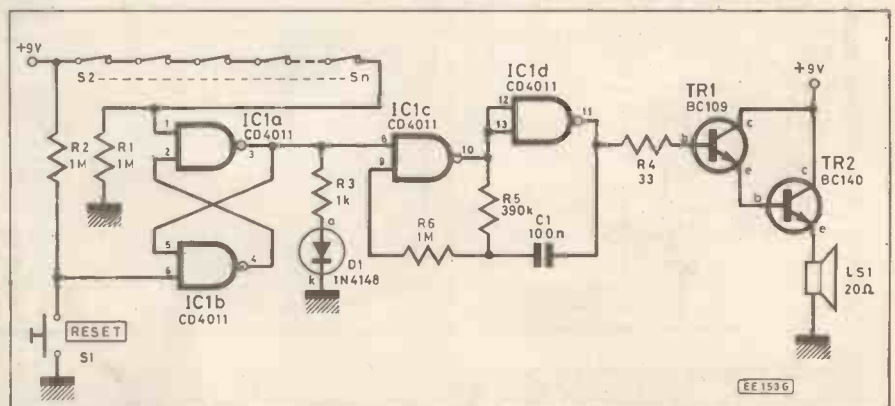 +9V
S2
Sn
R2
1M
R1
1M
1
2
3
IC1a
CD4011
5
6
4
IC1b
CD4011
RESET
S1
R3
1k
a
k
D1
1N4148
IC1c
CD4011
8
9
10
R6
1M
R5
390k
C1
100n
IC1d
CD4011
12
13
11
R4
33
TR1
BC109
b
c
e
+9V
TR2
BC140
b
c
e
LS1
20Ω
EE153G